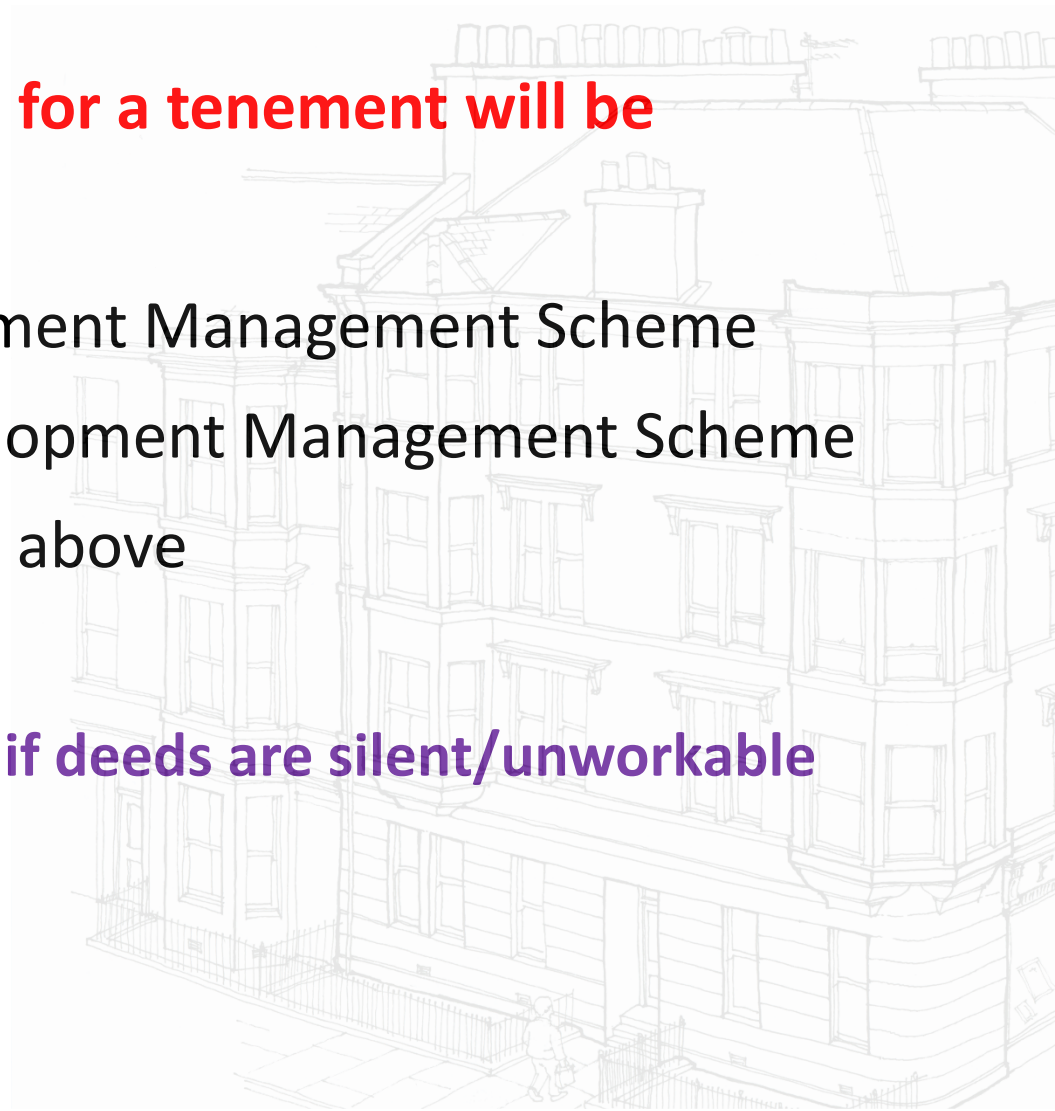 for a tenement will be
ment Management Scheme
opment Management Scheme
above
if deeds are silent/unworkable